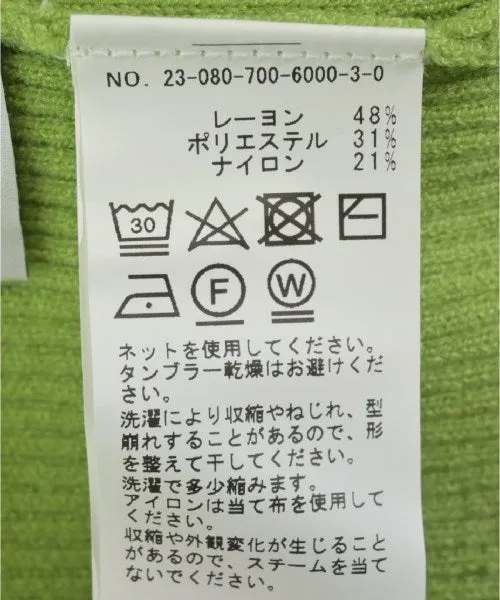 NO. 23-080-700-6000-3-0
レーヨン 48%
ポリエステル 31%
ナイロン 21%
30
F
W
ネットを使用してください。
タンブラー乾燥はお避けくだ
さい。
洗濯により収縮やねじれ、型
崩れすることがあるので、形
を整えて干してください。
洗濯で多少縮みます。
アイロンは当て布を使用して
ください。
収縮や外観変化が生じること
があるので、スチームを当て
ないでください。